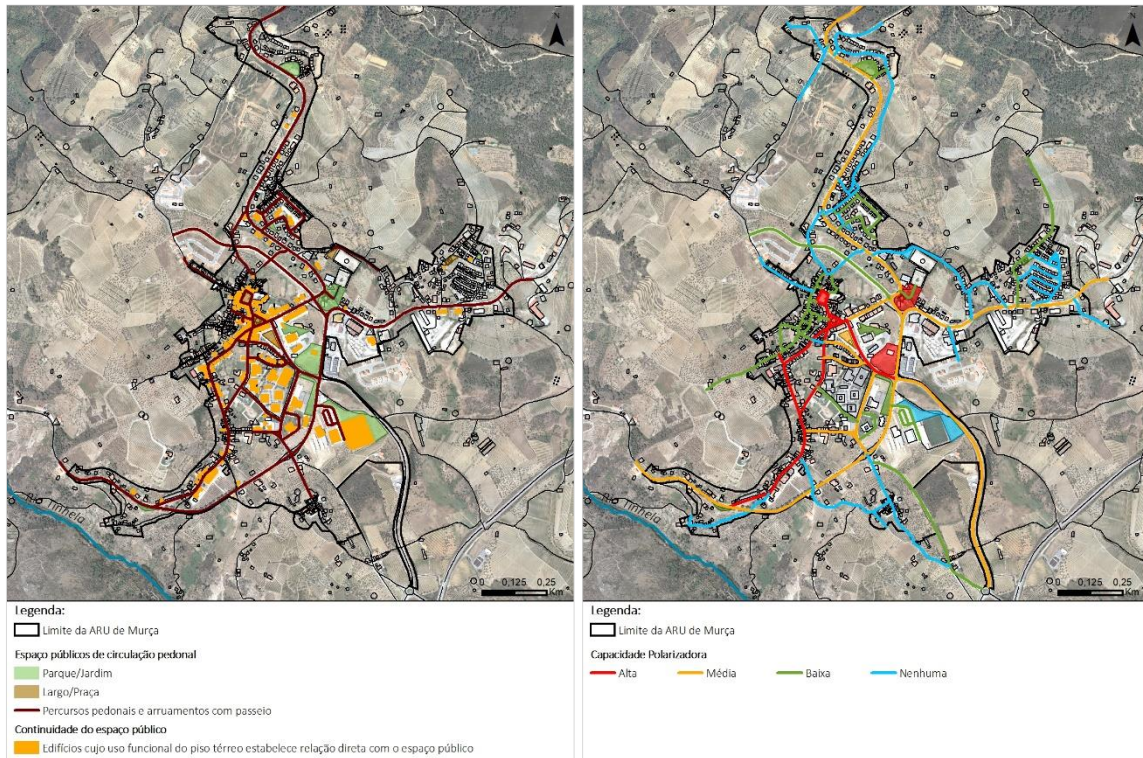 N
Rio Tinhela
0 0,125 0,25
Km
Legenda:
Limite da ARU de Murça
Espaço públicos de circulação pedonal
Parque/Jardim
Largo/Praça
Percursos pedonais e arruamentos com passeio
Continuidade do espaço público
Edifícios cujo uso funcional do piso térreo estabelece relação direta com o espaço público
N
Rio Tinhela
0 0,125 0,25
Km
Legenda:
Limite da ARU de Murça
Capacidade Polarizadora
Alta Média Baixa Nenhuma